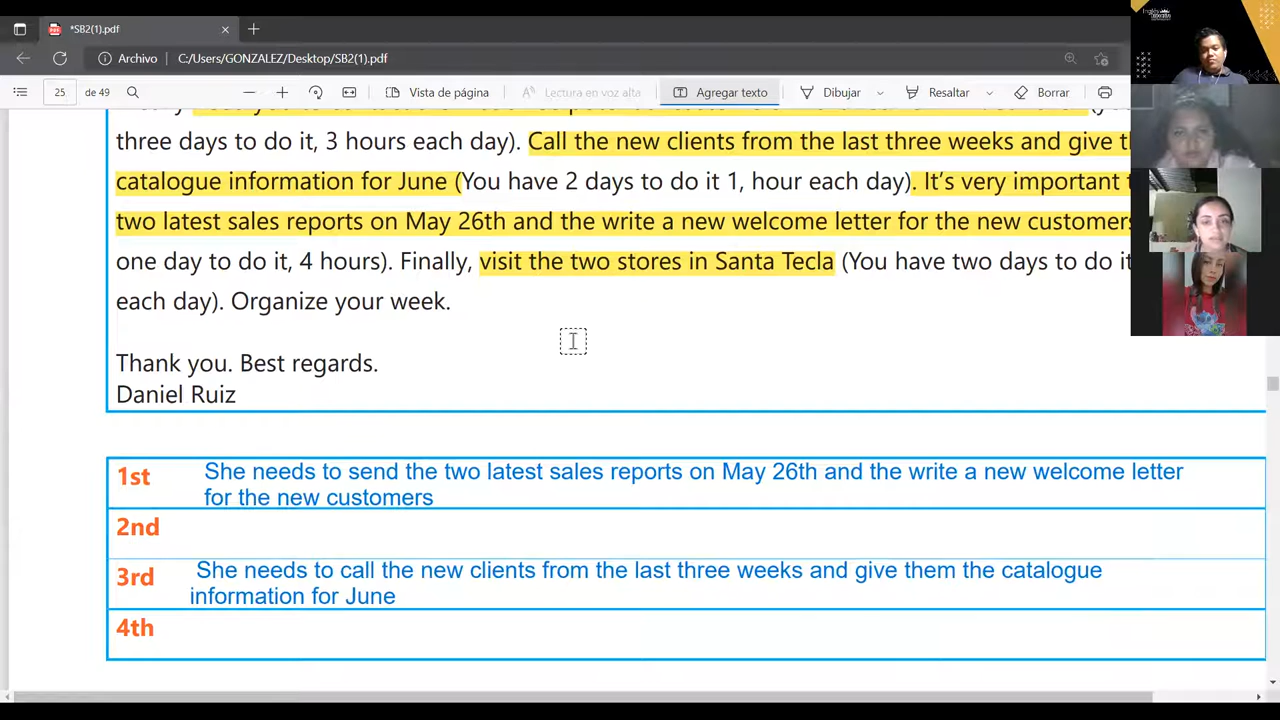 *SB2(1).pdf
Archivo C:/Users/GONZALEZ/Desktop/SB2(1).pdf
25 de 49 Vista de página Lectura en voz alta Agregar texto Dibujar Resaltar Borrar
three days to do it, 3 hours each day). Call the new clients from the last three weeks and give
catalogue information for June (You have 2 days to do it 1, hour each day). It's very important
two latest sales reports on May 26th and the write a new welcome letter for the new customers
one day to do it, 4 hours). Finally, visit the two stores in Santa Tecla (You have two days to do it
each day). Organize your week.
Thank you. Best regards.
Daniel Ruiz
1st She needs to send the two latest sales reports on May 26th and the write a new welcome letter
for the new customers
2nd
3rd She needs to call the new clients from the last three weeks and give them the catalogue
information for June
4th